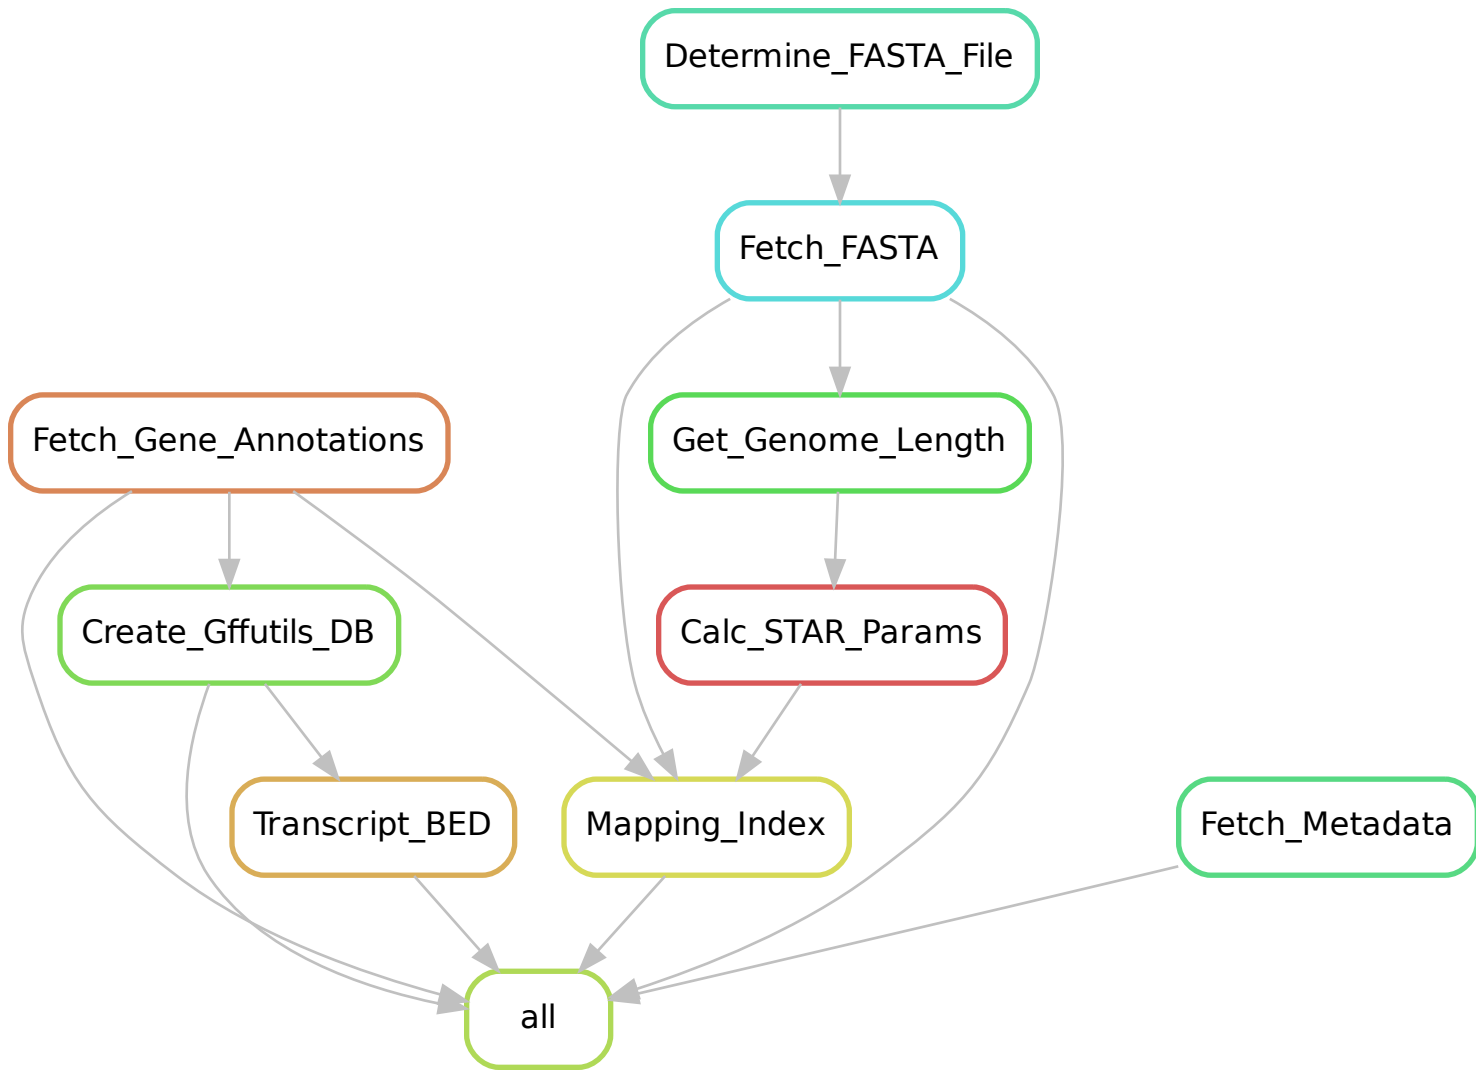 Determine_FASTA_File
Fetch_FASTA
Fetch_Gene_Annotations
Get_Genome_Length
Create_Gffutils_DB
Calc_STAR_Params
Transcript_BED
Mapping_Index
Fetch_Metadata
all